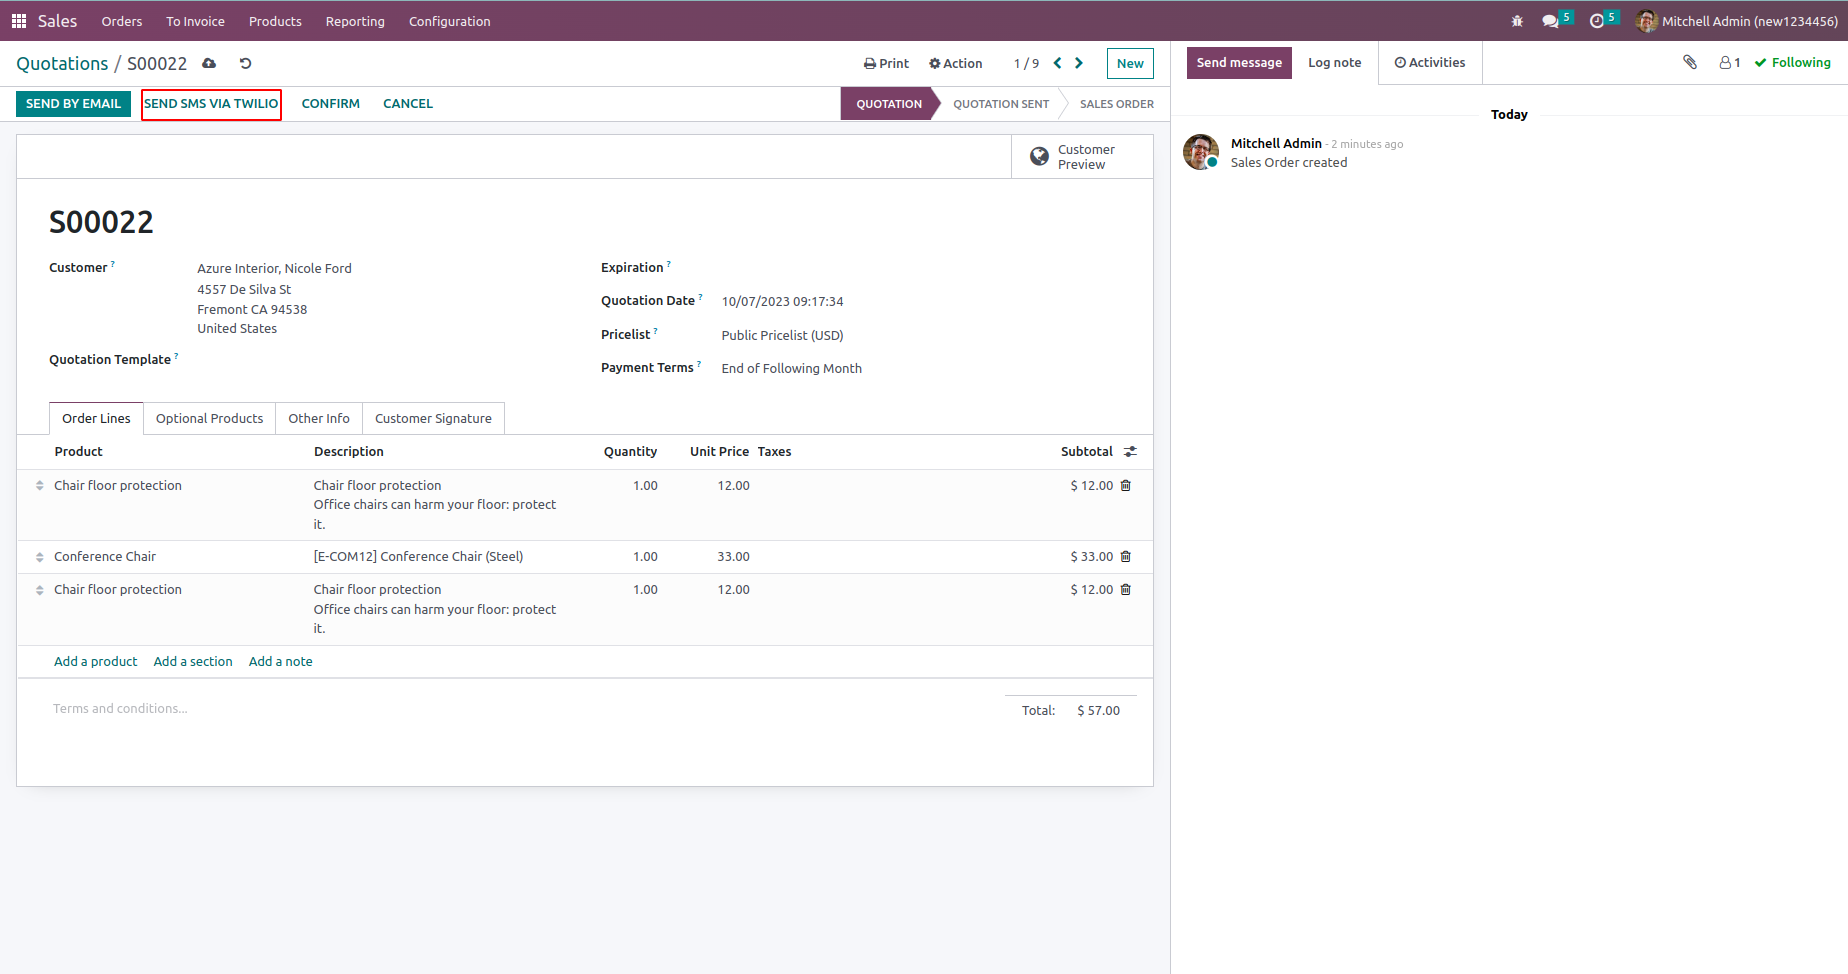 Sales Orders To Invoice Products Reporting Configuration 5 5 Mitchell Admin (new1234456)
Quotations / S00022 Print Action 1 / 9 New
Send message Log note Activities 1 Following
SEND BY EMAIL SEND SMS VIA TWILIO CONFIRM CANCEL QUOTATION QUOTATION SENT SALES ORDER
Today
Mitchell Admin - 2 minutes ago
Sales Order created
Customer
Preview
S00022
Customer ? Azure Interior, Nicole Ford
4557 De Silva St
Fremont CA 94538
United States
Quotation Template ?
Expiration ?
Quotation Date ? 10/07/2023 09:17:34
Pricelist ? Public Pricelist (USD)
Payment Terms ? End of Following Month
Order Lines Optional Products Other Info Customer Signature
Product Description Quantity Unit Price Taxes Subtotal
Chair floor protection Chair floor protection 1.00 12.00 $ 12.00
Office chairs can harm your floor: protect
it.
Conference Chair [E-COM12] Conference Chair (Steel) 1.00 33.00 $ 33.00
Chair floor protection Chair floor protection 1.00 12.00 $ 12.00
Office chairs can harm your floor: protect
it.
Add a product Add a section Add a note
Terms and conditions...
Total: $ 57.00